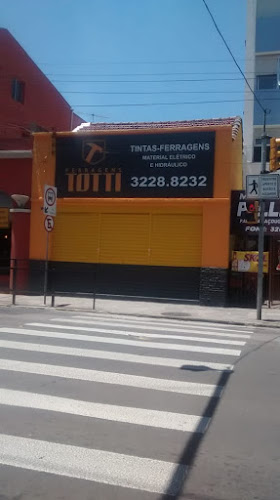 FERRAGENS
TOTTI
TINTAS-FERRAGENS
MATERIAL ELÉTRICO
E HIDRÁULICO
3228.8232